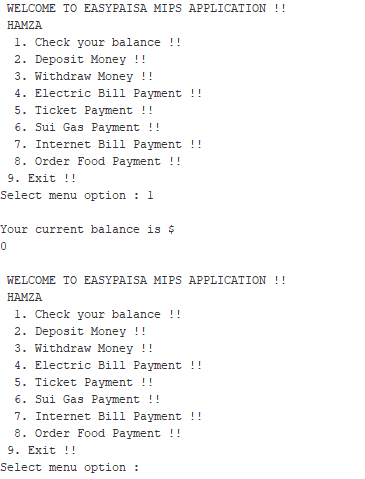 WELCOME TO EASYPAISA MIPS APPLICATION !!
HAMZA
1. Check your balance !!
2. Deposit Money !!
3. Withdraw Money !!
4. Electric Bill Payment !!
5. Ticket Payment !!
6. Sui Gas Payment !!
7. Internet Bill Payment !!
8. Order Food Payment !!
9. Exit !!
Select menu option : 1
Your current balance is $
0
WELCOME TO EASYPAISA MIPS APPLICATION !!
HAMZA
1. Check your balance !!
2. Deposit Money !!
3. Withdraw Money !!
4. Electric Bill Payment !!
5. Ticket Payment !!
6. Sui Gas Payment !!
7. Internet Bill Payment !!
8. Order Food Payment !!
9. Exit !!
Select menu option :